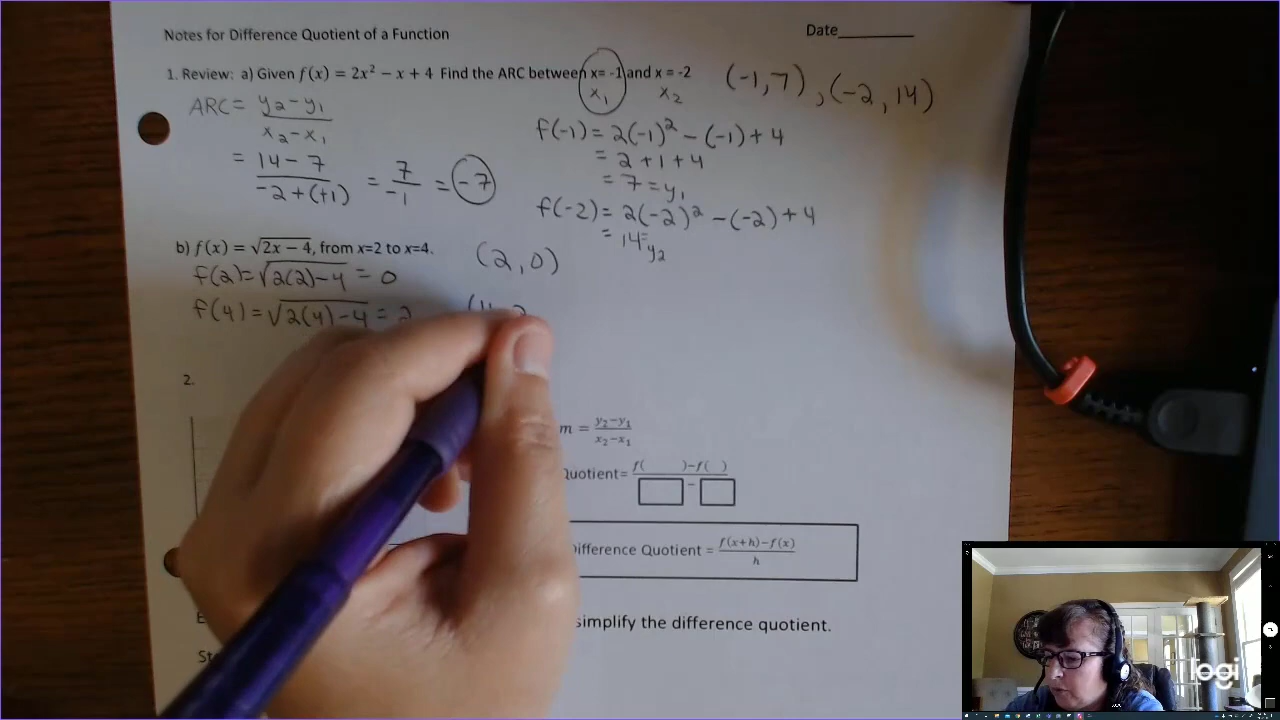 Notes for Difference Quotient of a Function
Date_________
1. Review: a) Given f(x) = 2x² − x + 4 Find the ARC between x= -1 and x = -2
x₁ x₂
(-1,7), (-2, 14)
ARC = y₂-y₁ / x₂-x₁
= 14-7 / -2+(+1) = 7/-1 = -7
f(-1) = 2(-1)² - (-1) + 4
= 2 + 1 + 4
= 7 = y₁
f(-2) = 2(-2)² - (-2) + 4
= 14 = y₂
b) f(x) = √2x − 4, from x=2 to x=4.
(2,0)
f(2) = √2(2)-4 = 0
f(4) = √2(4)-4 = 2
2.
m = y₂−y₁ / x₂−x₁
Quotient= f( )−f( ) / -
Difference Quotient = f(x+h)−f(x) / h
simplify the difference quotient.
logi